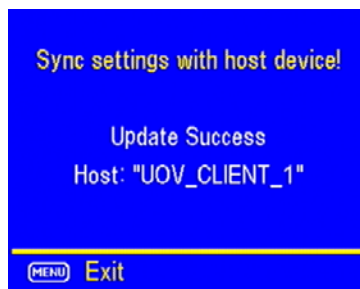 Sync settings with host device!
Update Success
Host: "UOV_CLIENT_1"
MENU Exit